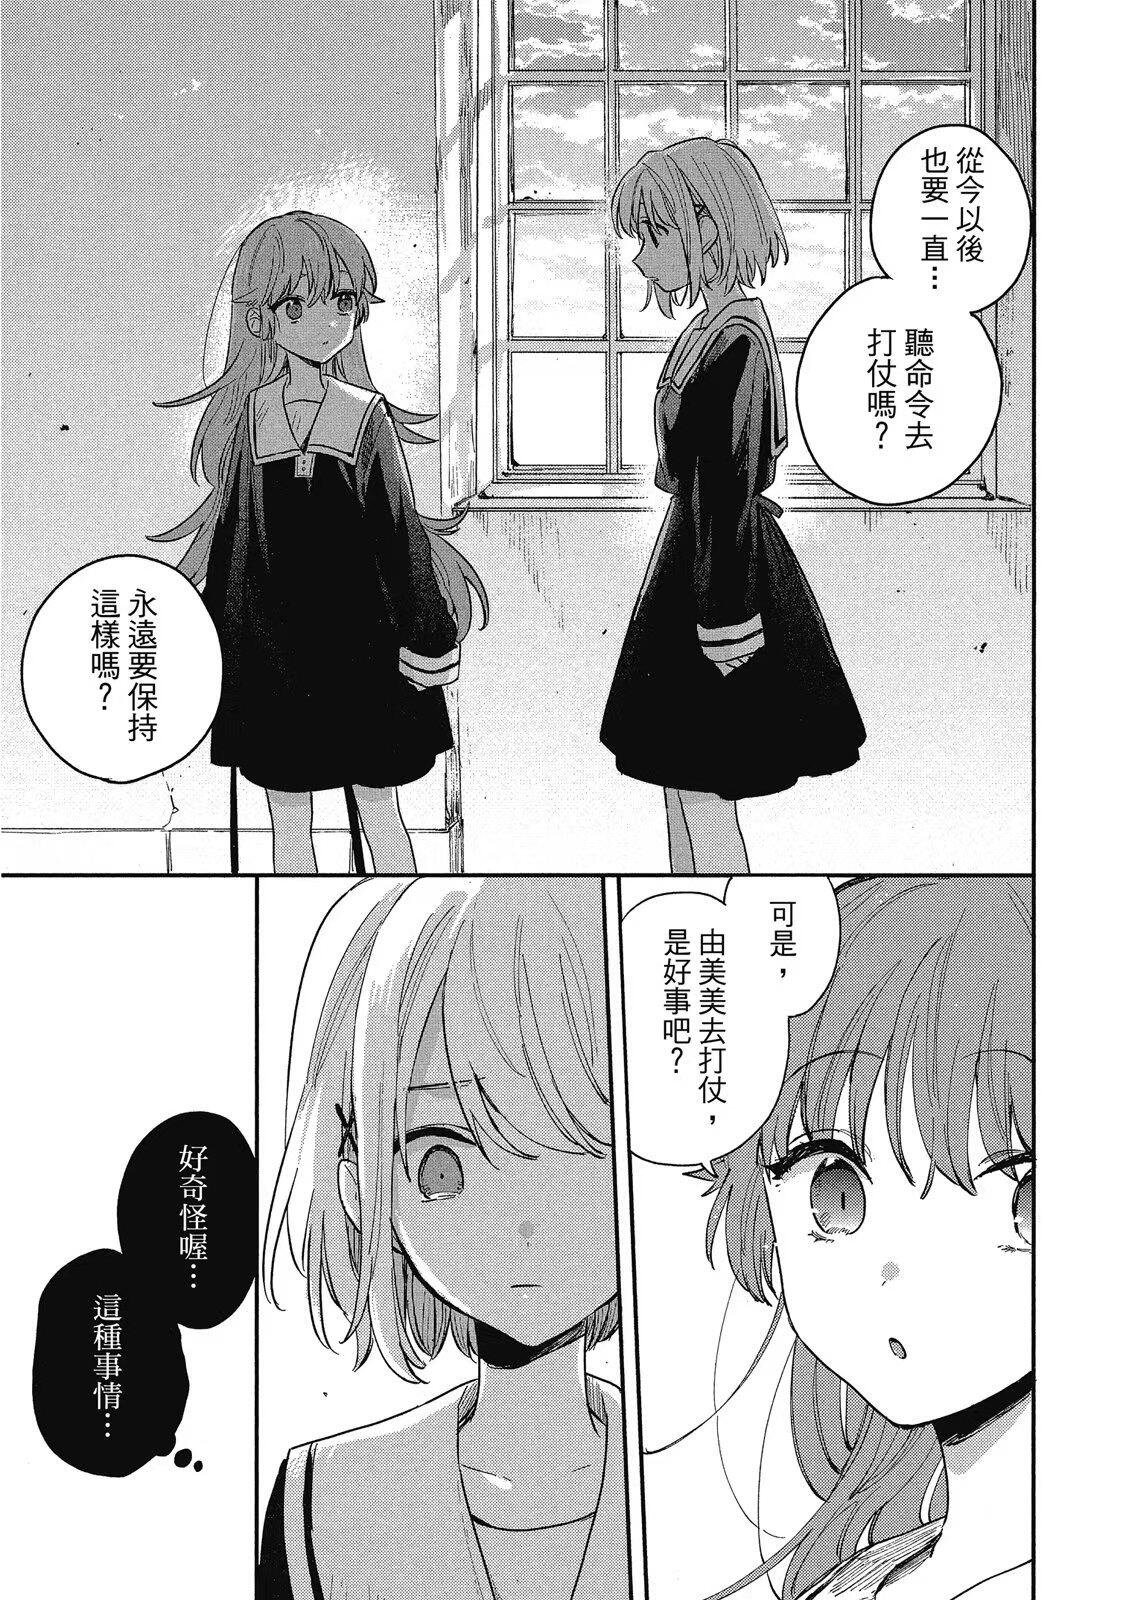 從今以後
也要一直…
聽命令去
打仗嗎？
永遠要保持
這樣嗎？
可是，
由美美去打仗，
是好事吧？
好奇怪喔…
這種事情…